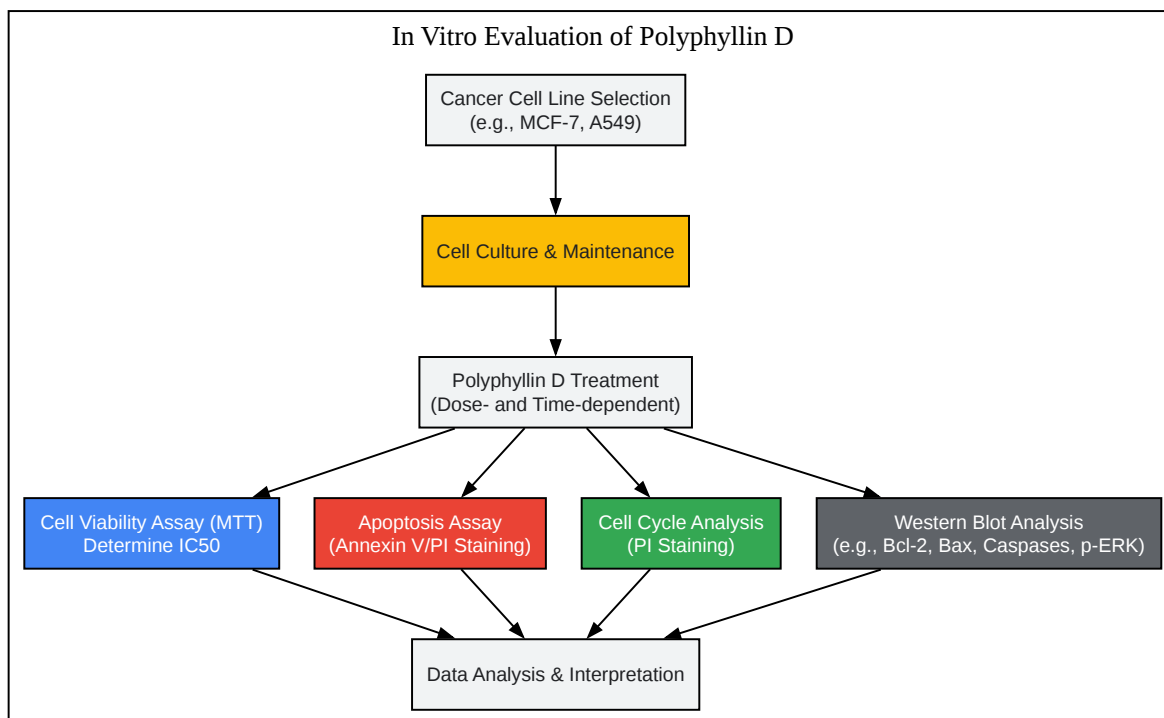 In Vitro Evaluation of Polyphyllin D
Cancer Cell Line Selection
(e.g., MCF-7, A549)
Cell Culture & Maintenance
Polyphyllin D Treatment
(Dose- and Time-dependent)
Cell Viability Assay (MTT)
Determine IC50
Apoptosis Assay
(Annexin V/PI Staining)
Cell Cycle Analysis
(PI Staining)
Western Blot Analysis
(e.g., Bcl-2, Bax, Caspases, p-ERK)
Data Analysis & Interpretation